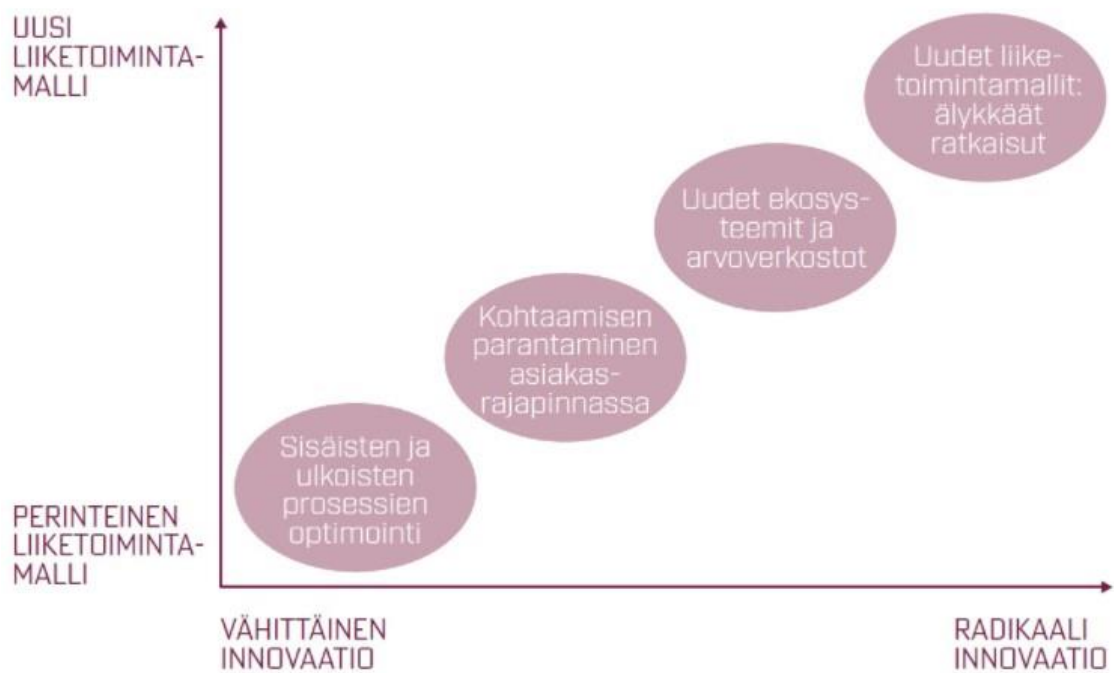 UUSI
LIIKETOIMINTA-
MALLI
Uudet liike-
toimintamallit:
älykkäät
ratkaisut
Uudet ekosys-
teemit ja
arvoverkostot
Kohtaamisen
parantaminen
asiakas-
rajapinnassa
Sisäisten ja
ulkoisten
prosessien
optimointi
PERINTEINEN
LIIKETOIMINTA-
MALLI
VÄHITTÄINEN
INNOVAATIO
RADIKAALI
INNOVAATIO